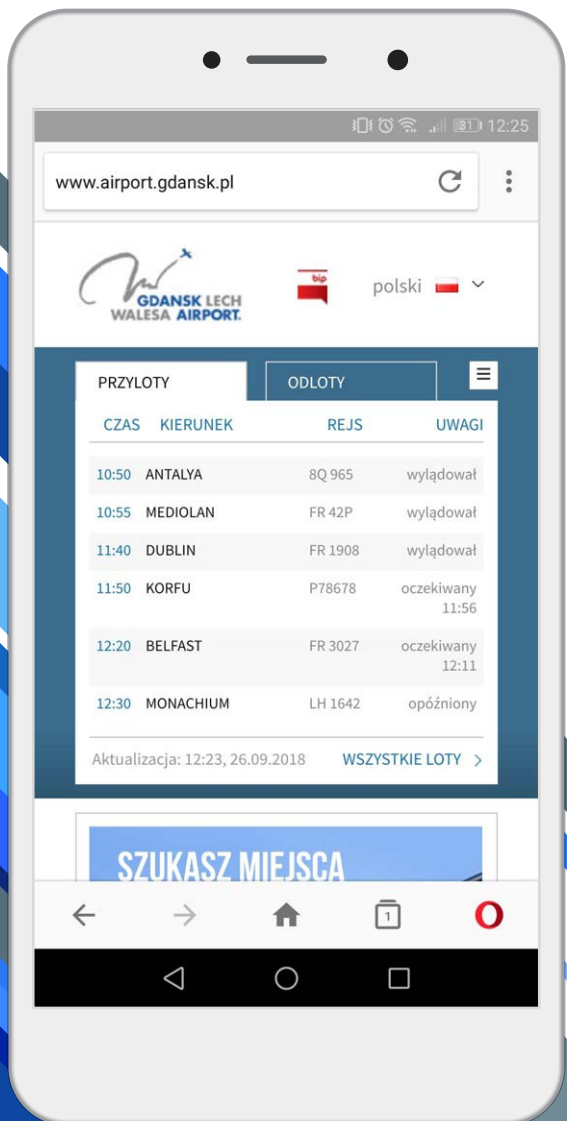 31 12:25
www.airport.gdansk.pl
GDANSK LECH
WALESA AIRPORT.
bip
polski
PRZYLOTY ODLOTY
CZAS KIERUNEK REJS UWAGI
10:50 ANTALYA 8Q 965 wylądował
10:55 MEDIOLAN FR 42P wylądował
11:40 DUBLIN FR 1908 wylądował
11:50 KORFU P78678 oczekiwany
11:56
12:20 BELFAST FR 3027 oczekiwany
12:11
12:30 MONACHIUM LH 1642 opóźniony
Aktualizacja: 12:23, 26.09.2018 WSZYSTKIE LOTY >
SZUKASZ MIEJSCA
1